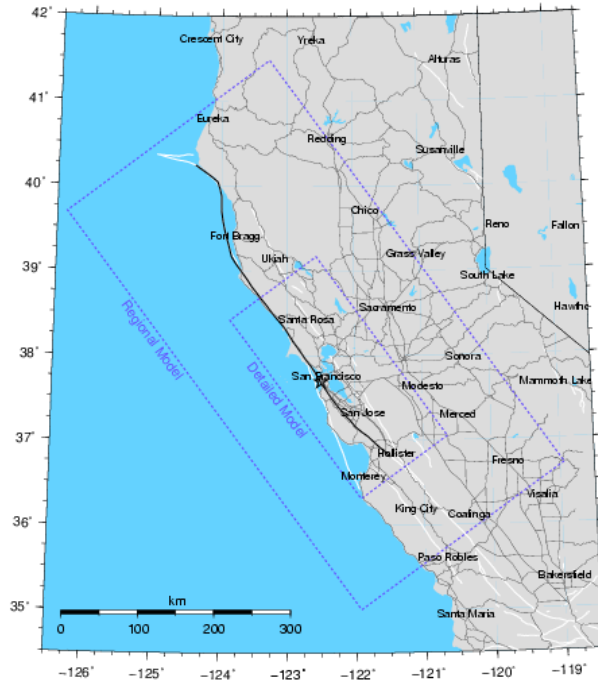 42°
Crescent City
Yreka
Alturas
41°
Eureka
Redding
Susanville
40°
Chico
Reno
Fallon
Fort Bragg
Grass Valley
Ukiah
39°
South Lake
Sacramento
Hawtho
Santa Rosa
Regional Model
38°
Sonora
San Francisco
Detailed Model
Mammoth Lake
Modesto
San Jose
Merced
37°
Hollister
Fresno
Monterey
Visalia
King City
Coalinga
36°
Paso Robles
Bakersfield
km
35°
Santa Maria
0 100 200 300
-126° -125° -124° -123° -122° -121° -120° -119°